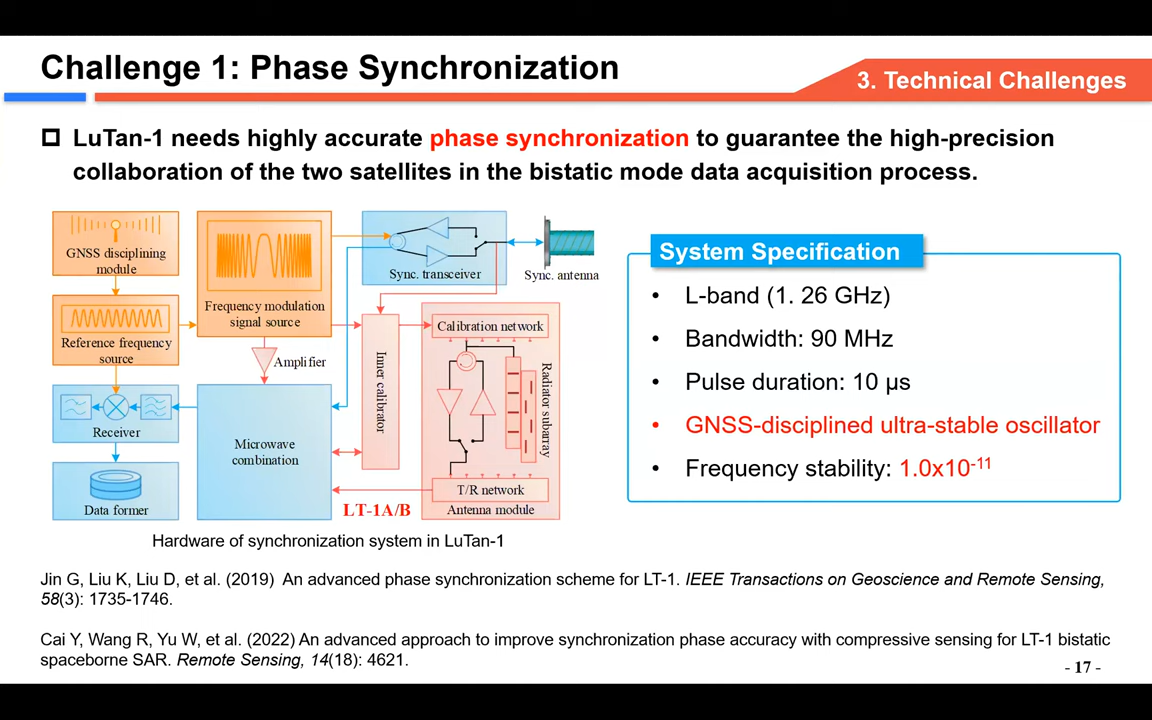 Challenge 1: Phase Synchronization
3. Technical Challenges
LuTan-1 needs highly accurate phase synchronization to guarantee the high-precision
collaboration of the two satellites in the bistatic mode data acquisition process.
GNSS disciplining
module
Reference frequency
source
Receiver
Data former
Frequency modulation
signal source
Amplifier
Microwave
combination
Sync. transceiver
Sync. antenna
Inner calibrator
Calibration network
Radiator subarray
T/R network
Antenna module
LT-1A/B
Hardware of synchronization system in LuTan-1
System Specification
• L-band (1. 26 GHz)
• Bandwidth: 90 MHz
• Pulse duration: 10 μs
• GNSS-disciplined ultra-stable oscillator
• Frequency stability: 1.0x10⁻¹¹
Jin G, Liu K, Liu D, et al. (2019) An advanced phase synchronization scheme for LT-1. IEEE Transactions on Geoscience and Remote Sensing,
58(3): 1735-1746.
Cai Y, Wang R, Yu W, et al. (2022) An advanced approach to improve synchronization phase accuracy with compressive sensing for LT-1 bistatic
spaceborne SAR. Remote Sensing, 14(18): 4621.
- 17 -